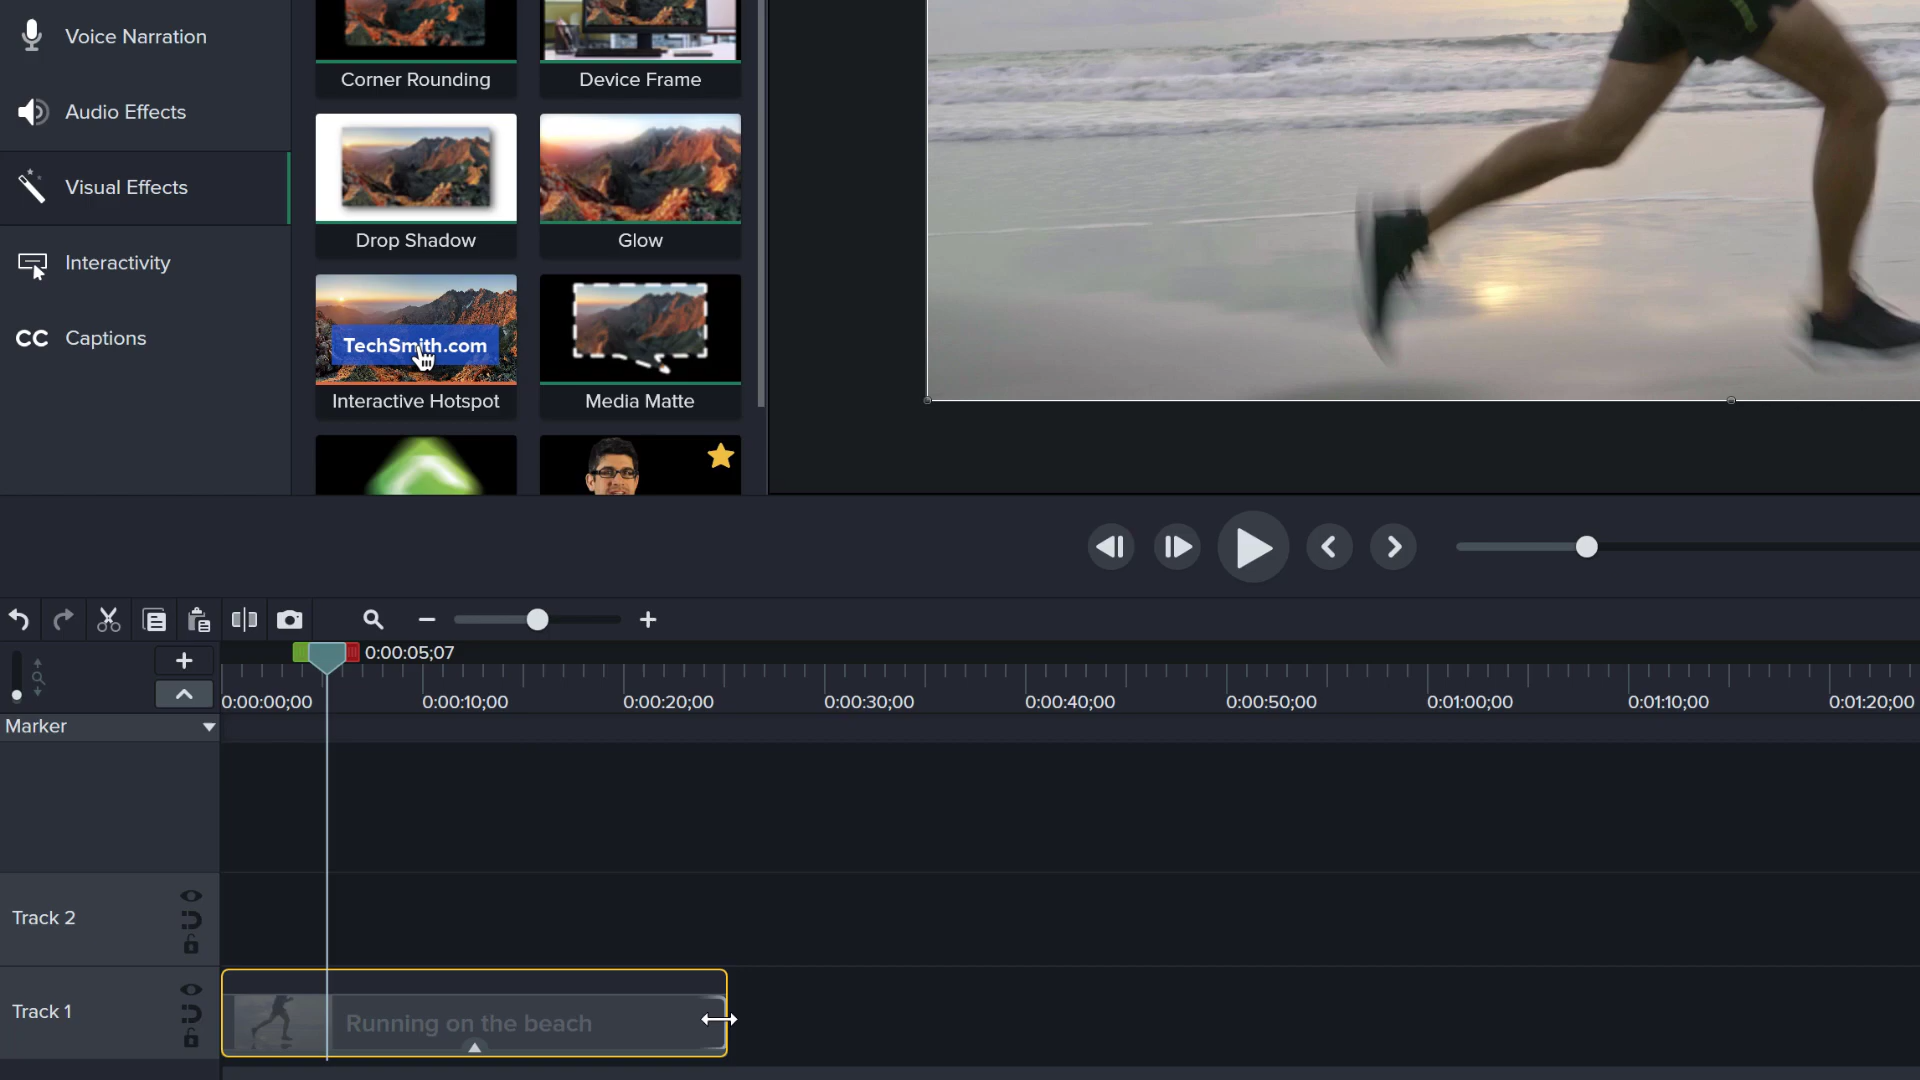 Voice Narration
Audio Effects
Visual Effects
Interactivity
CC Captions
Corner Rounding
Device Frame
Drop Shadow
Glow
TechSmith.com
Interactive Hotspot
Media Matte
0:00:05;07
0:00:00;00
0:00:10;00
0:00:20;00
0:00:30;00
0:00:40;00
0:00:50;00
0:01:00;00
0:01:10;00
0:01:20;00
Marker
Track 2
Track 1
Running on the beach